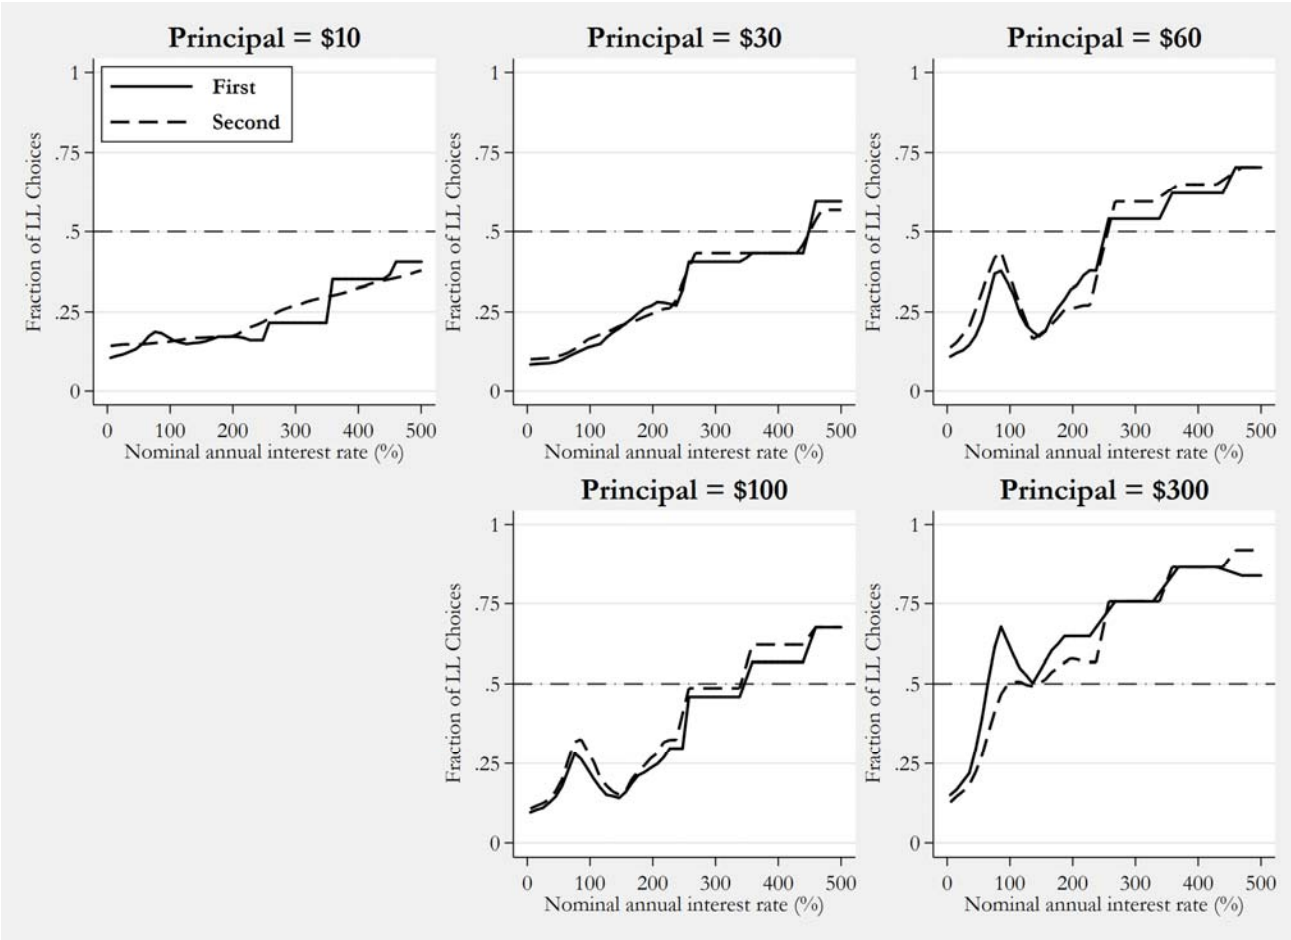 Principal = $10
Principal = $30
Principal = $60
First
Second
Fraction of LL Choices
1
.75
.5
.25
0
0 100 200 300 400 500
Nominal annual interest rate (%)
Fraction of LL Choices
1
.75
.5
.25
0
0 100 200 300 400 500
Nominal annual interest rate (%)
Fraction of LL Choices
1
.75
.5
.25
0
0 100 200 300 400 500
Nominal annual interest rate (%)
Principal = $100
Principal = $300
Fraction of LL Choices
1
.75
.5
.25
0
0 100 200 300 400 500
Nominal annual interest rate (%)
Fraction of LL Choices
1
.75
.5
.25
0
0 100 200 300 400 500
Nominal annual interest rate (%)